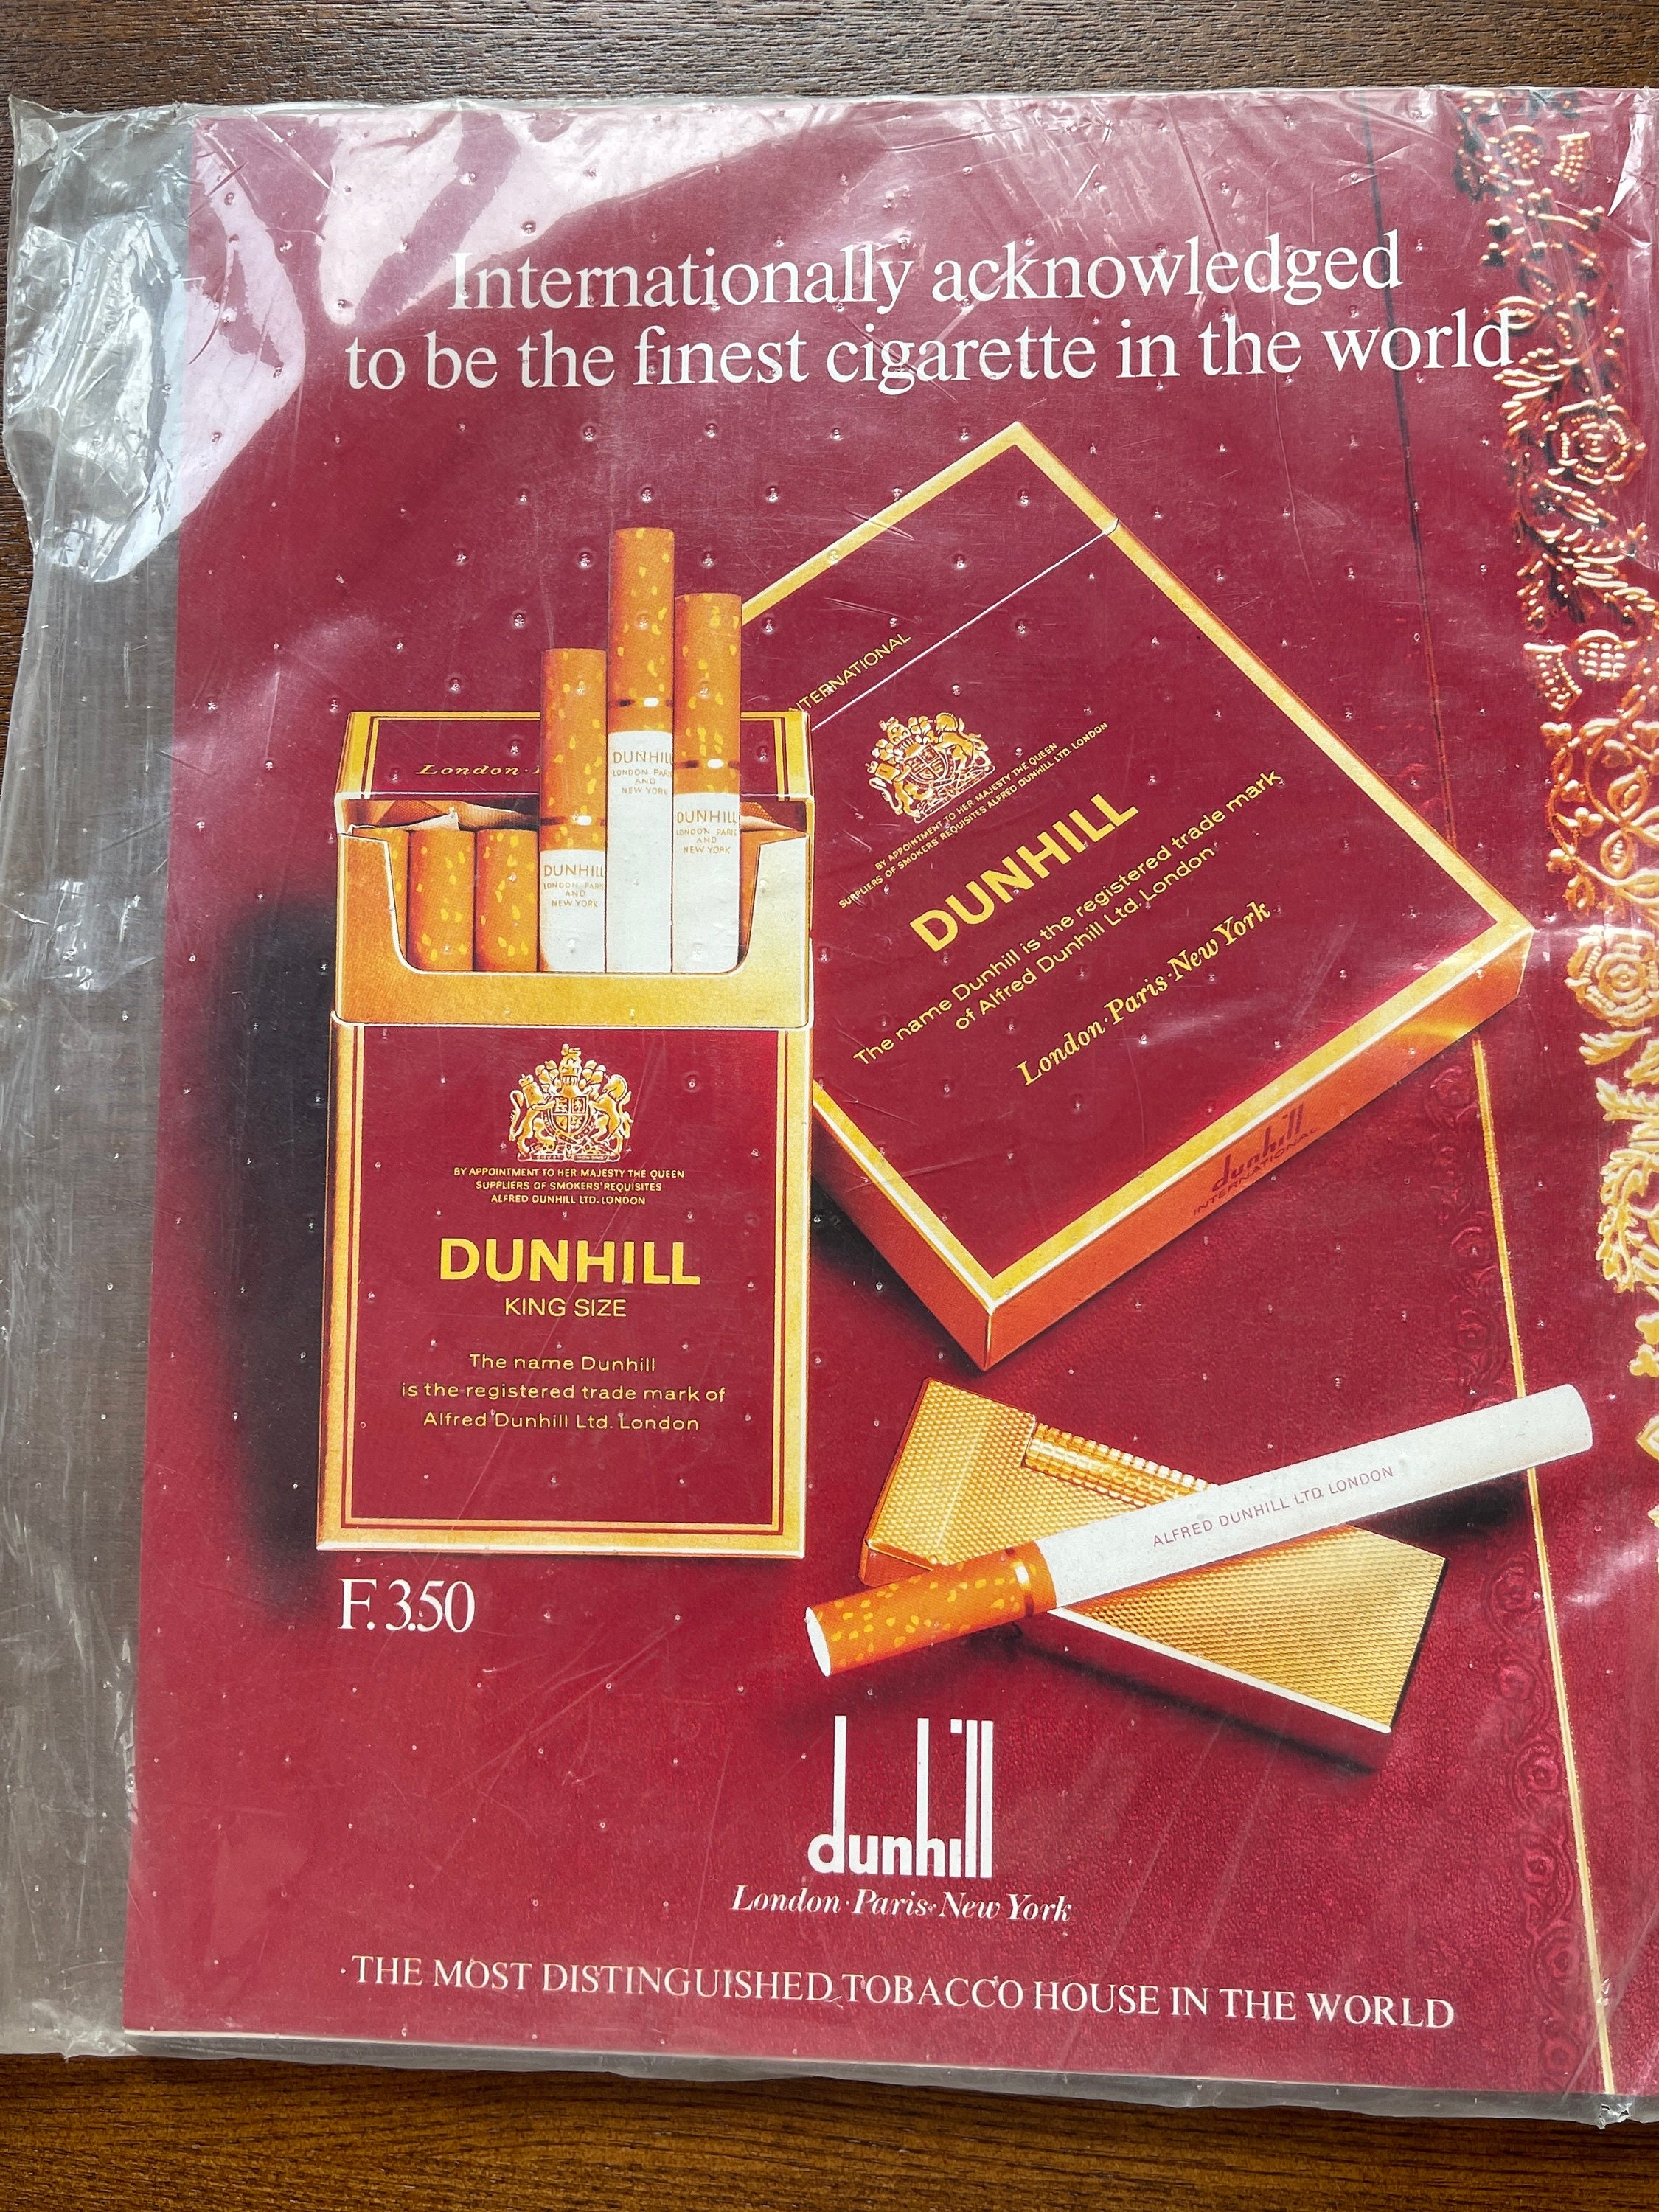 Internationally acknowledged
to be the finest cigarette in the world
London
DUNHILL
LONDON PARIS
AND
NEW YORK
DUNHILL
LONDON PARIS
AND
NEW YORK
DUNHILL
LONDON PARIS
AND
NEW YORK
BY APPOINTMENT TO HER MAJESTY THE QUEEN
SUPPLIERS OF SMOKERS' REQUISITES
ALFRED DUNHILL LTD. LONDON
DUNHILL
KING SIZE
The name Dunhill
is the registered trade mark of
Alfred Dunhill Ltd. London
NTERNATIONAL
BY APPOINTMENT TO HER MAJESTY THE QUEEN
SUPPLIERS OF SMOKERS' REQUISITES ALFRED DUNHILL LTD. LONDON
DUNHILL
The name Dunhill is the registered trade mark
of Alfred Dunhill Ltd. London
London·Paris·New York
dunhill
INTERNATIONAL
ALFRED DUNHILL LTD. LONDON
F. 3.50
dunhill
London·Paris·New York
THE MOST DISTINGUISHED TOBACCO HOUSE IN THE WORLD